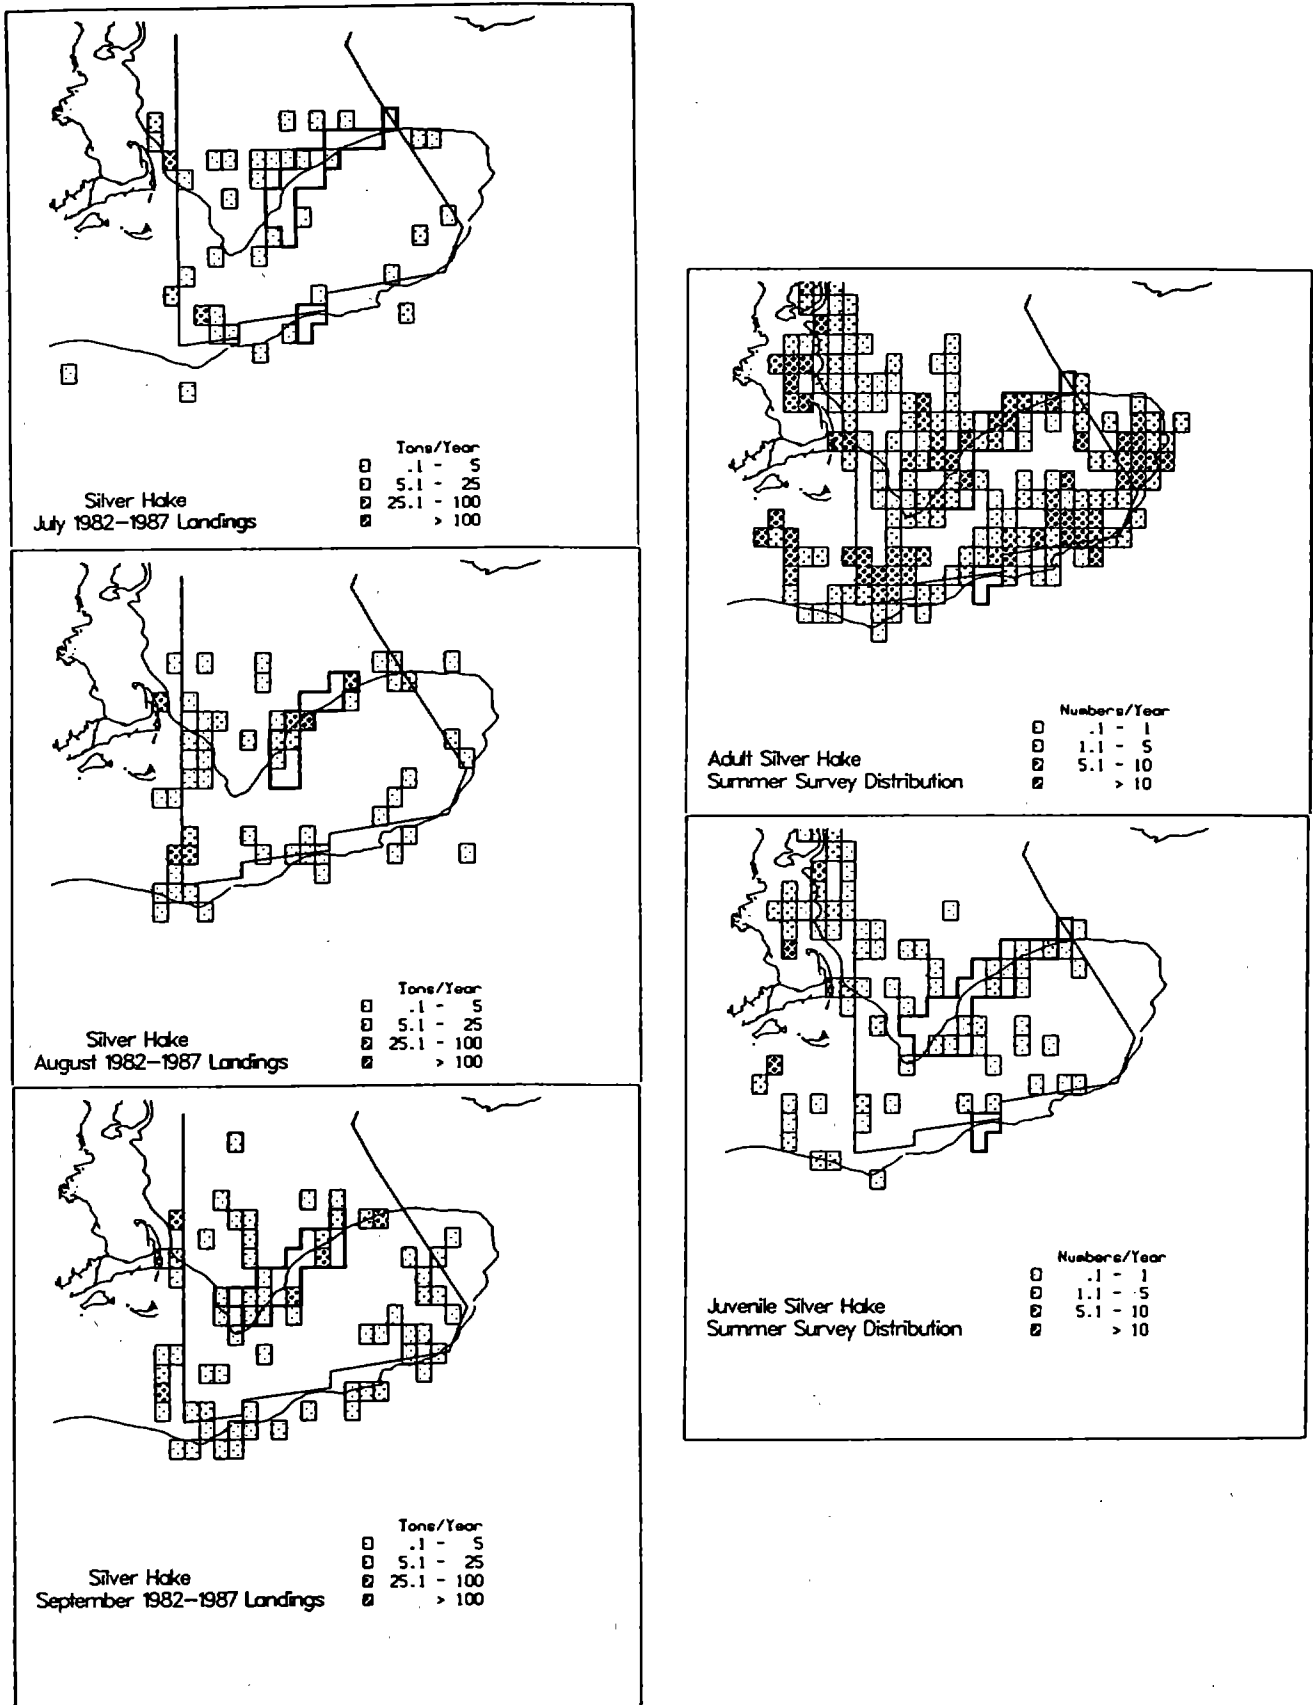 Tons/Year
.1 - 5
5.1 - 25
25.1 - 100
> 100
Silver Hake
July 1982-1987 Landings
Tons/Year
.1 - 5
5.1 - 25
25.1 - 100
> 100
Silver Hake
August 1982-1987 Landings
Tons/Year
.1 - 5
5.1 - 25
25.1 - 100
> 100
Silver Hake
September 1982-1987 Landings
Numbers/Year
.1 - 1
1.1 - 5
5.1 - 10
> 10
Adult Silver Hake
Summer Survey Distribution
Numbers/Year
.1 - 1
1.1 - 5
5.1 - 10
> 10
Juvenile Silver Hake
Summer Survey Distribution